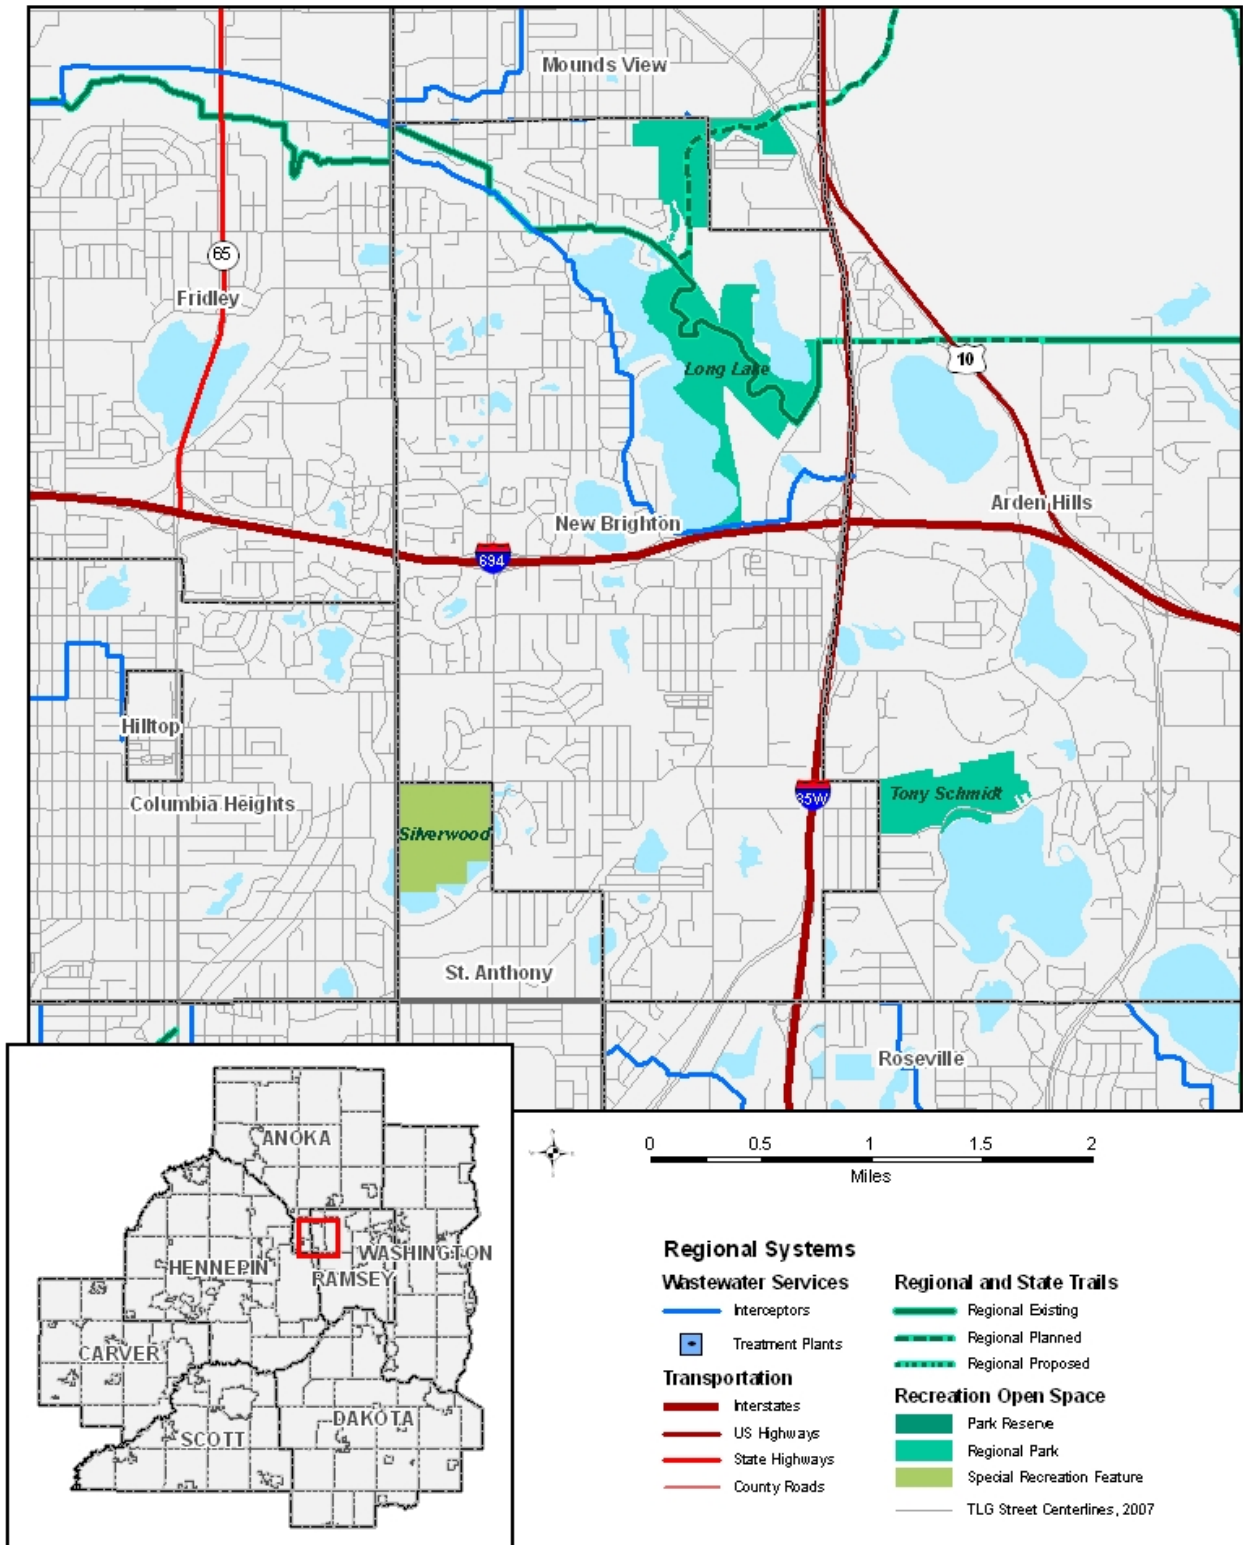 Mounds View
65
Fridley
Long Lake
10
Arden Hills
New Brighton
694
Hilltop
Columbia Heights
Silverwood
35W
Tony Schmidt
St. Anthony
Roseville
ANOKA
HENNEPIN
WASHINGTON
RAMSEY
CARVER
SCOTT
DAKOTA
0 0.5 1 1.5 2
Miles
Regional Systems
Wastewater Services
Interceptors
Treatment Plants
Transportation
Interstates
US Highways
State Highways
County Roads
Regional and State Trails
Regional Existing
Regional Planned
Regional Proposed
Recreation Open Space
Park Reserve
Regional Park
Special Recreation Feature
TLG Street Centerlines, 2007